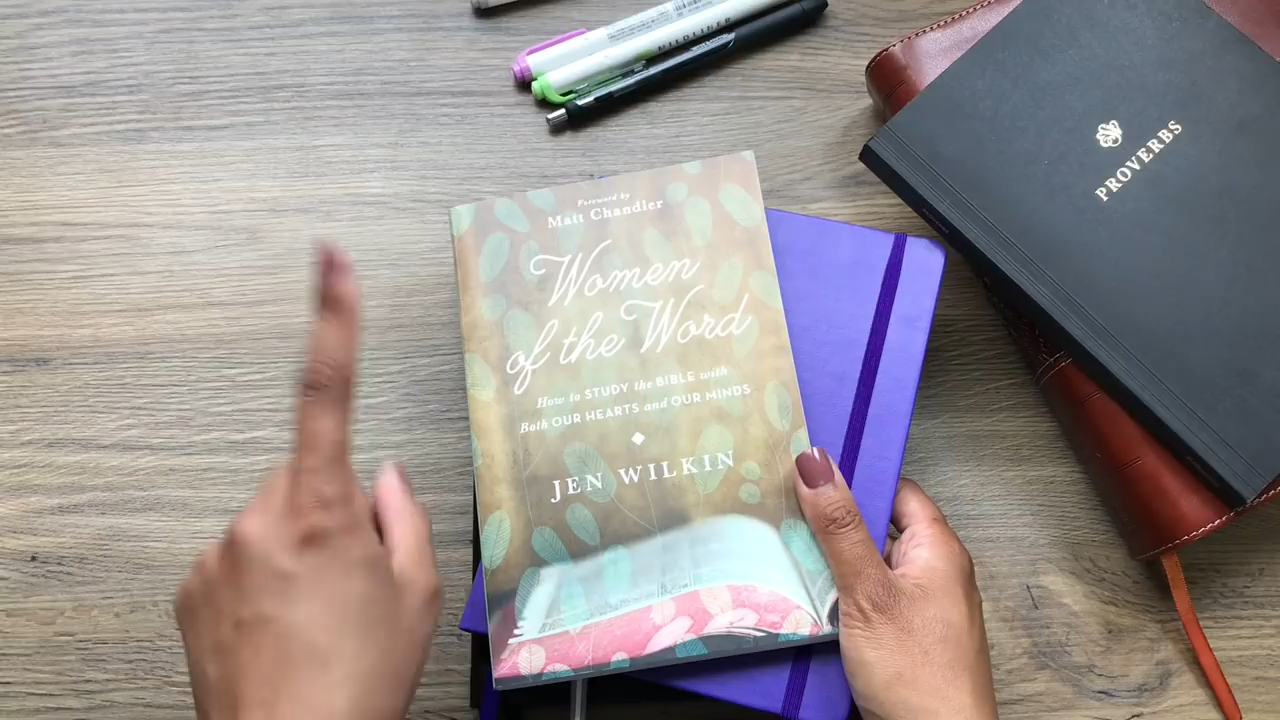 MILDLINER
Foreword by
Matt Chandler
Women
of the Word
How to STUDY the BIBLE with
Both OUR HEARTS and OUR MINDS
JEN WILKIN
PROVERBS